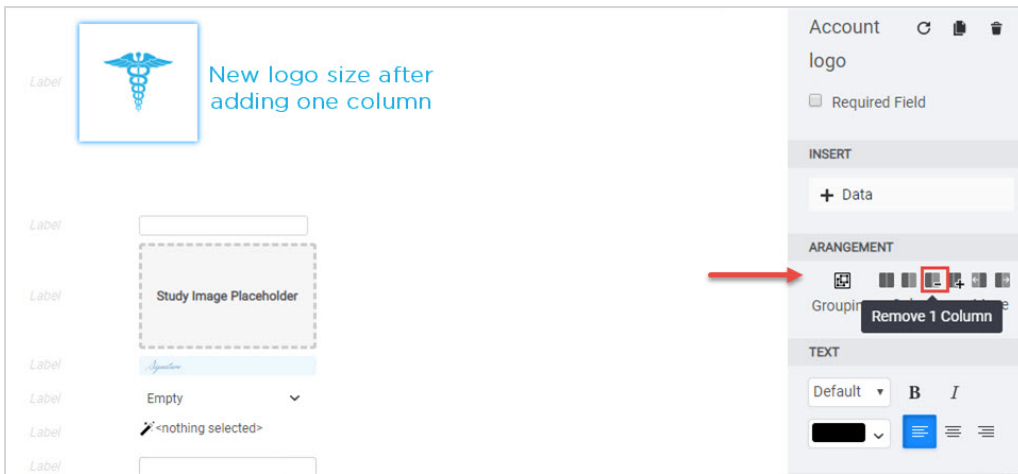 Account
logo
Label
New logo size after
adding one column
Required Field
INSERT
+ Data
Label
ARANGEMENT
Label
Study Image Placeholder
Remove 1 Column
TEXT
Label
Signature
Default
B
I
Label
Empty
Label
<nothing selected>
Label